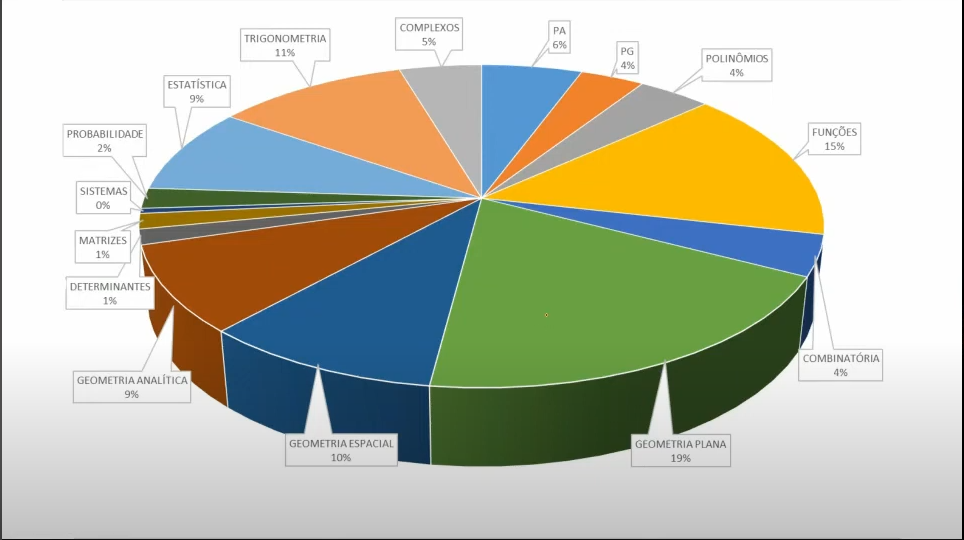 COMPLEXOS
5%
PA
6%
PG
4%
POLINÔMIOS
4%
FUNÇÕES
15%
COMBINATÓRIA
4%
GEOMETRIA PLANA
19%
GEOMETRIA ESPACIAL
10%
GEOMETRIA ANALÍTICA
9%
DETERMINANTES
1%
MATRIZES
1%
SISTEMAS
0%
PROBABILIDADE
2%
ESTATÍSTICA
9%
TRIGONOMETRIA
11%